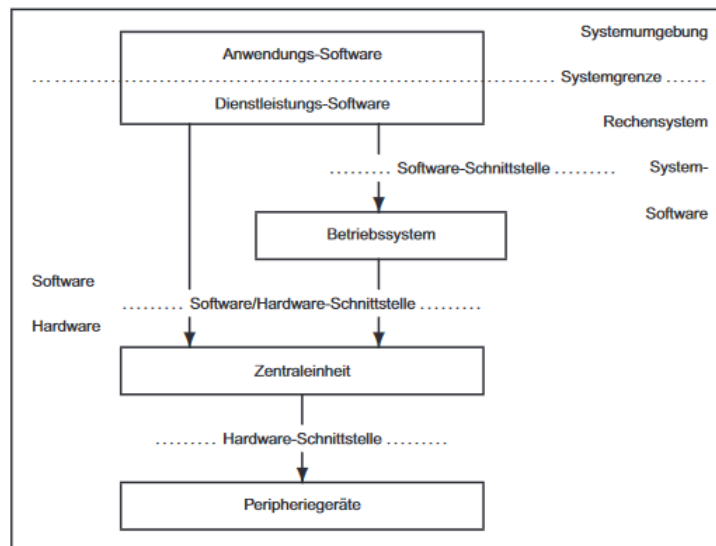 Systemumgebung
Anwendungs-Software
Systemgrenze
Dienstleistungs-Software
Rechensystem
Software-Schnittstelle
System-
Software
Betriebssystem
Software
Software/Hardware-Schnittstelle
Hardware
Zentraleinheit
Hardware-Schnittstelle
Peripheriegeräte